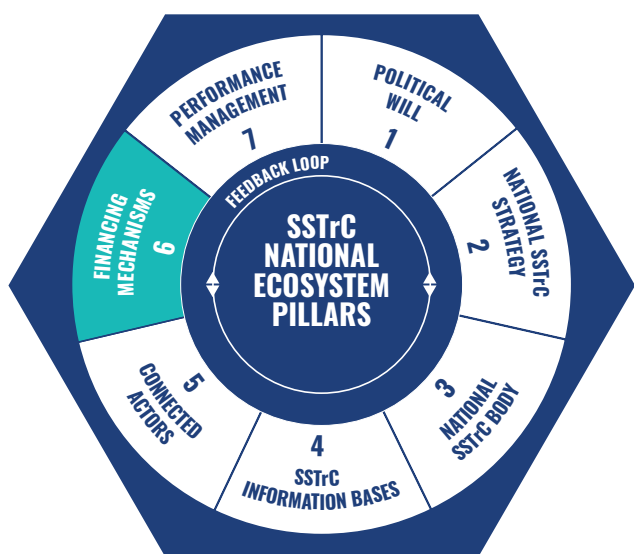 SSTrC
NATIONAL
ECOSYSTEM
PILLARS
FEEDBACK LOOP
POLITICAL
WILL
1
NATIONAL SSTrC
STRATEGY
2
3
NATIONAL
SSTrC BODY
4
SSTrC
INFORMATION BASES
5
CONNECTED
ACTORS
FINANCING
MECHANISMS
6
PERFORMANCE
MANAGEMENT
7